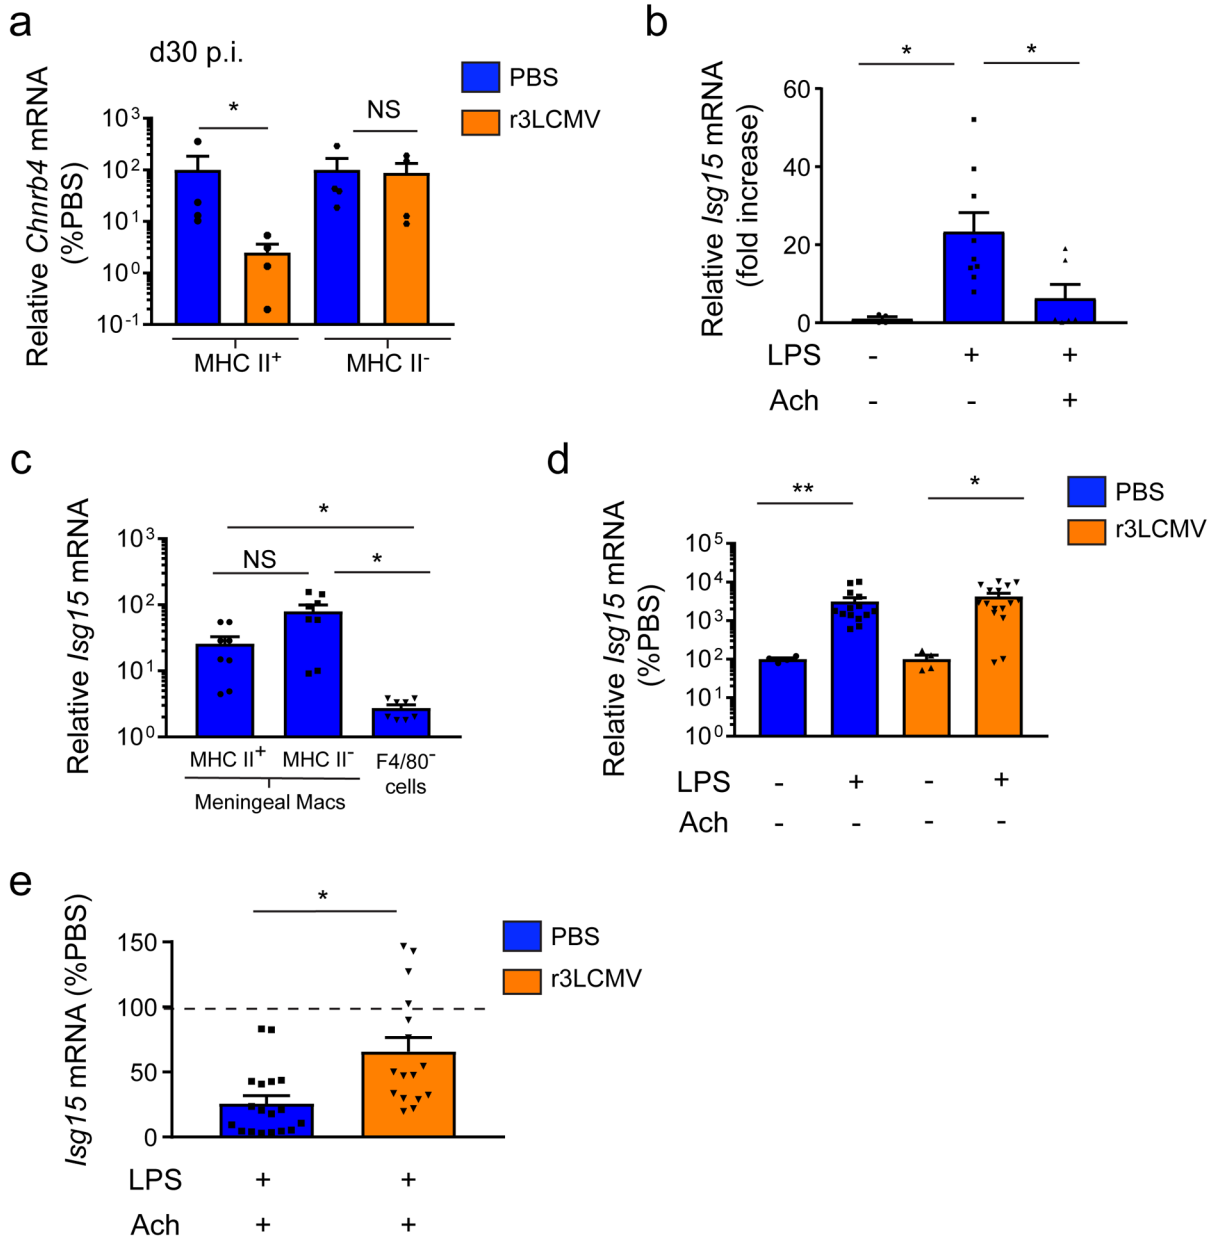 a
d30 p.i.
PBS
r3LCMV
Relative Chnrb4 mRNA
(%PBS)
10³
10²
10¹
10⁰
10⁻¹
*
NS
MHC II⁺
MHC II⁻
b
Relative Isg15 mRNA
(fold increase)
*
*
60
40
20
0
LPS - + +
Ach - - +
c
Relative Isg15 mRNA
10³
10²
10¹
10⁰
*
NS
*
MHC II⁺
MHC II⁻
F4/80⁻
cells
Meningeal Macs
d
PBS
r3LCMV
Relative Isg15 mRNA
(%PBS)
10⁵
10⁴
10³
10²
10¹
10⁰
**
*
LPS - + - +
Ach - - - -
e
PBS
r3LCMV
Isg15 mRNA (%PBS)
*
150
100
50
0
LPS + +
Ach + +